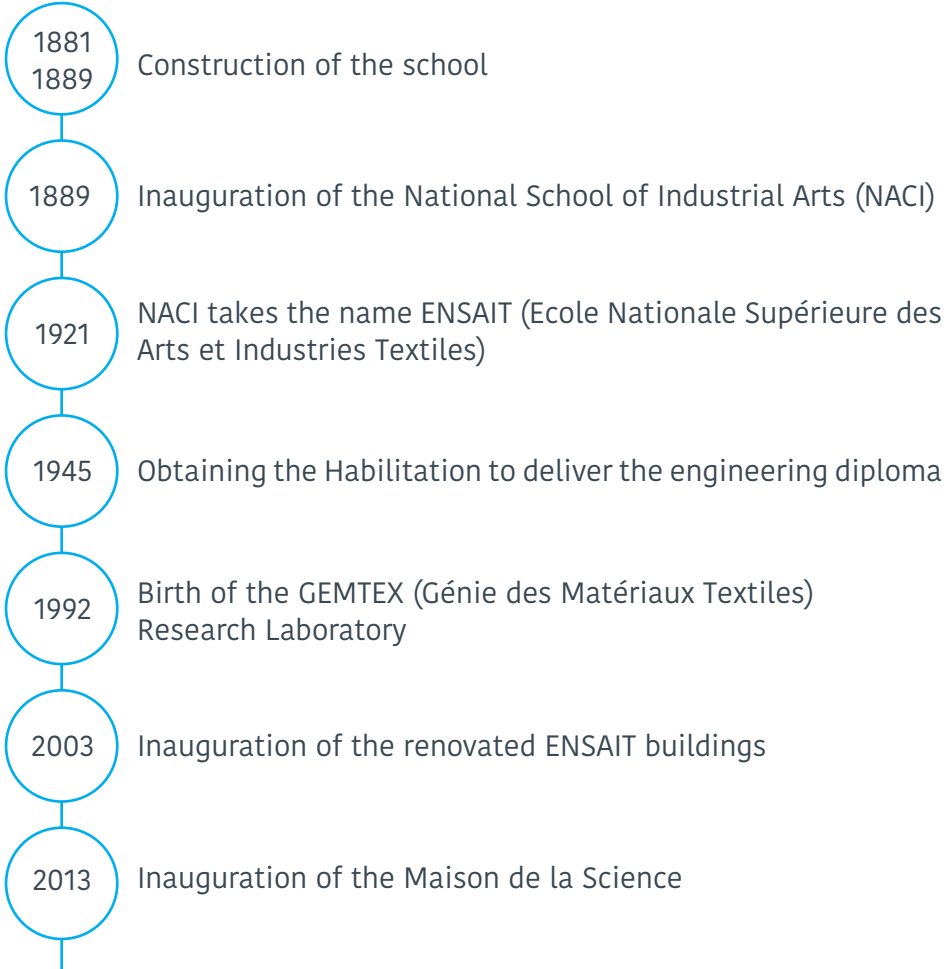 1881
1889
Construction of the school
1889
Inauguration of the National School of Industrial Arts (NACI)
1921
NACI takes the name ENSAIT (Ecole Nationale Supérieure des
Arts et Industries Textiles)
1945
Obtaining the Habilitation to deliver the engineering diploma
1992
Birth of the GEMTEX (Génie des Matériaux Textiles)
Research Laboratory
2003
Inauguration of the renovated ENSAIT buildings
2013
Inauguration of the Maison de la Science